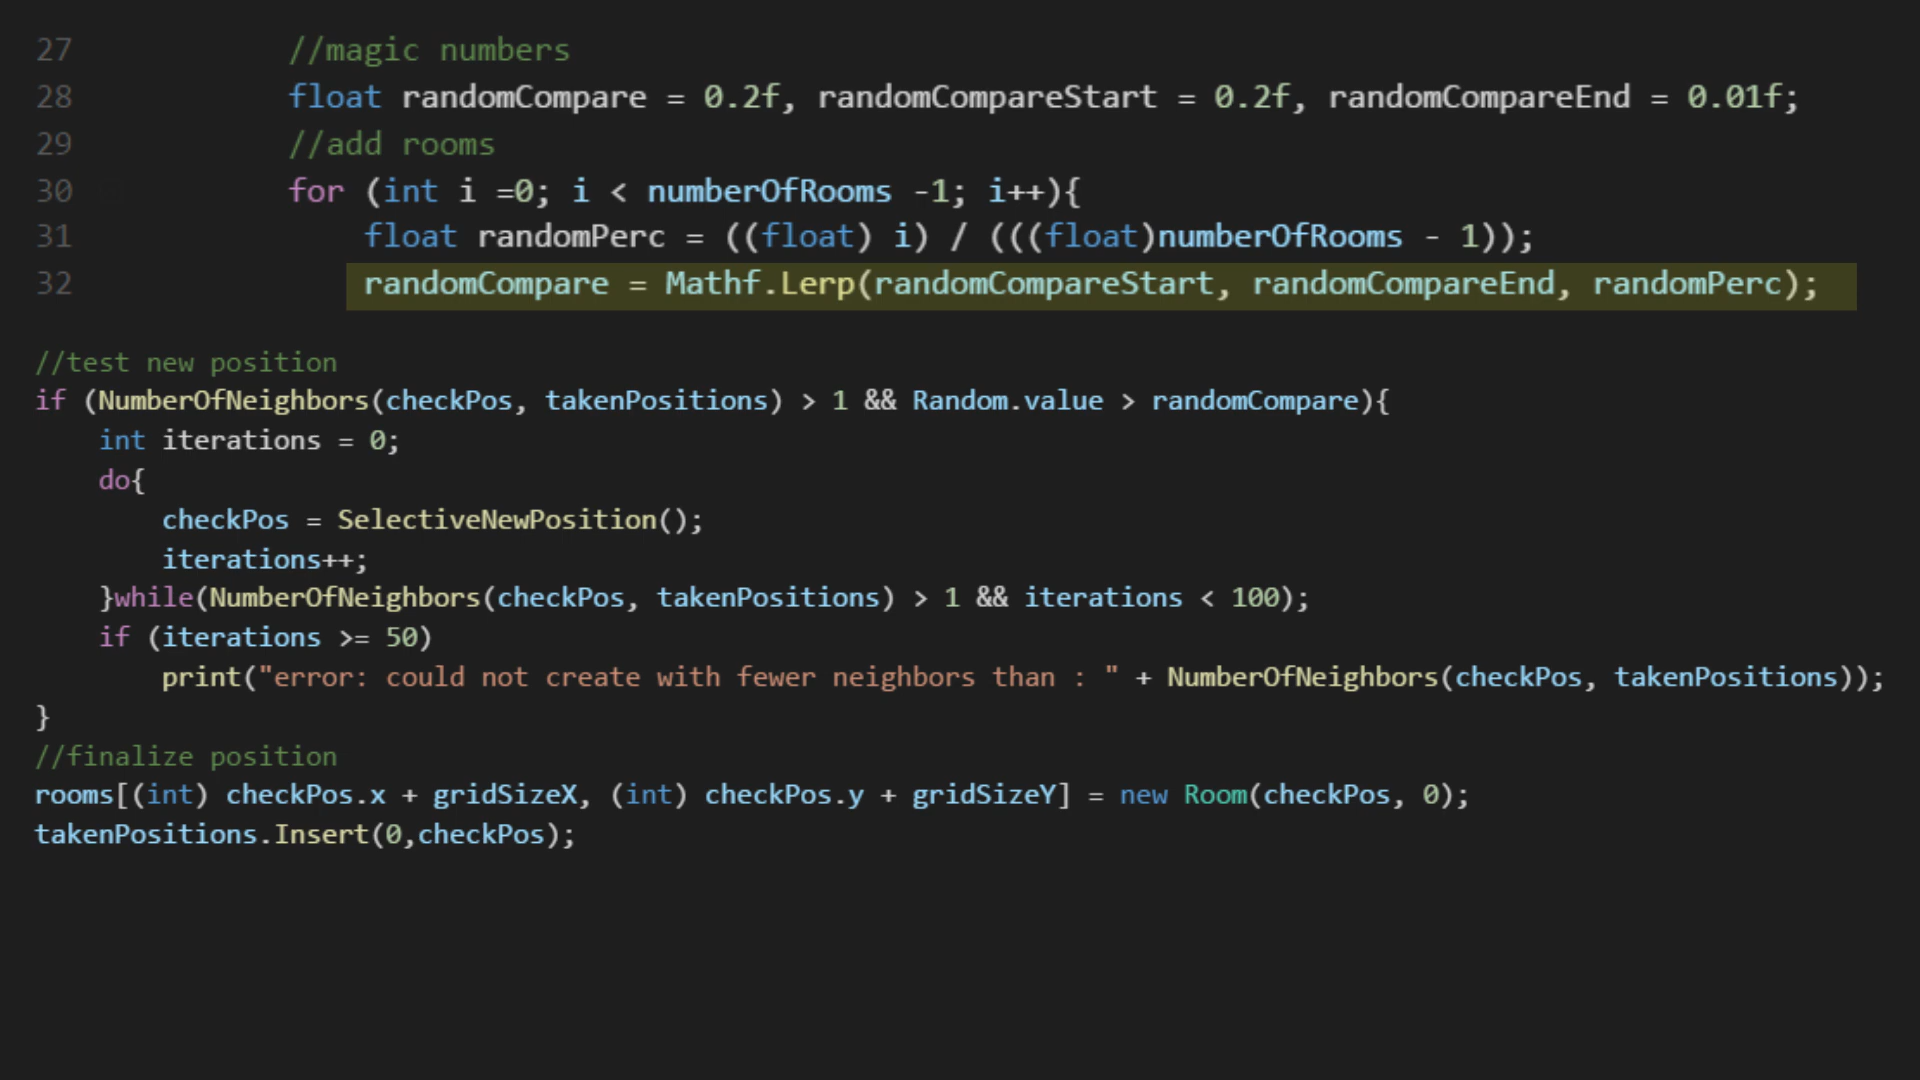 27 //magic numbers
28 float randomCompare = 0.2f, randomCompareStart = 0.2f, randomCompareEnd = 0.01f;
29 //add rooms
30 for (int i =0; i < numberOfRooms -1; i++){
31 float randomPerc = ((float) i) / (((float)numberOfRooms - 1));
32 randomCompare = Mathf.Lerp(randomCompareStart, randomCompareEnd, randomPerc);
//test new position
if (NumberOfNeighbors(checkPos, takenPositions) > 1 && Random.value > randomCompare){
int iterations = 0;
do{
checkPos = SelectiveNewPosition();
iterations++;
}while(NumberOfNeighbors(checkPos, takenPositions) > 1 && iterations < 100);
if (iterations >= 50)
print("error: could not create with fewer neighbors than : " + NumberOfNeighbors(checkPos, takenPositions));
}
//finalize position
rooms[(int) checkPos.x + gridSizeX, (int) checkPos.y + gridSizeY] = new Room(checkPos, 0);
takenPositions.Insert(0,checkPos);